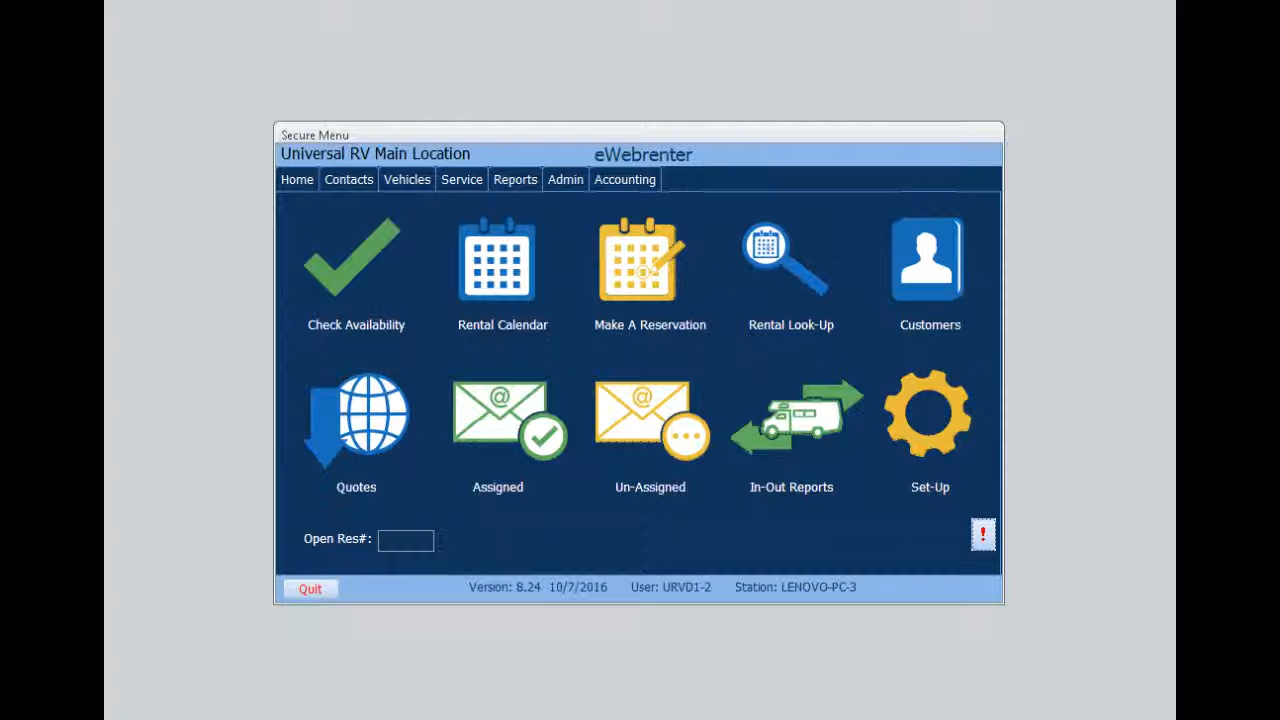 Secure Menu
Universal RV Main Location eWebrenter
Home Contacts Vehicles Service Reports Admin Accounting
Check Availability Rental Calendar Make A Reservation Rental Look-Up Customers
@ @
Quotes Assigned Un-Assigned In-Out Reports Set-Up
Open Res#: !
Quit Version: 8.24 10/7/2016 User: URVD1-2 Station: LENOVO-PC-3